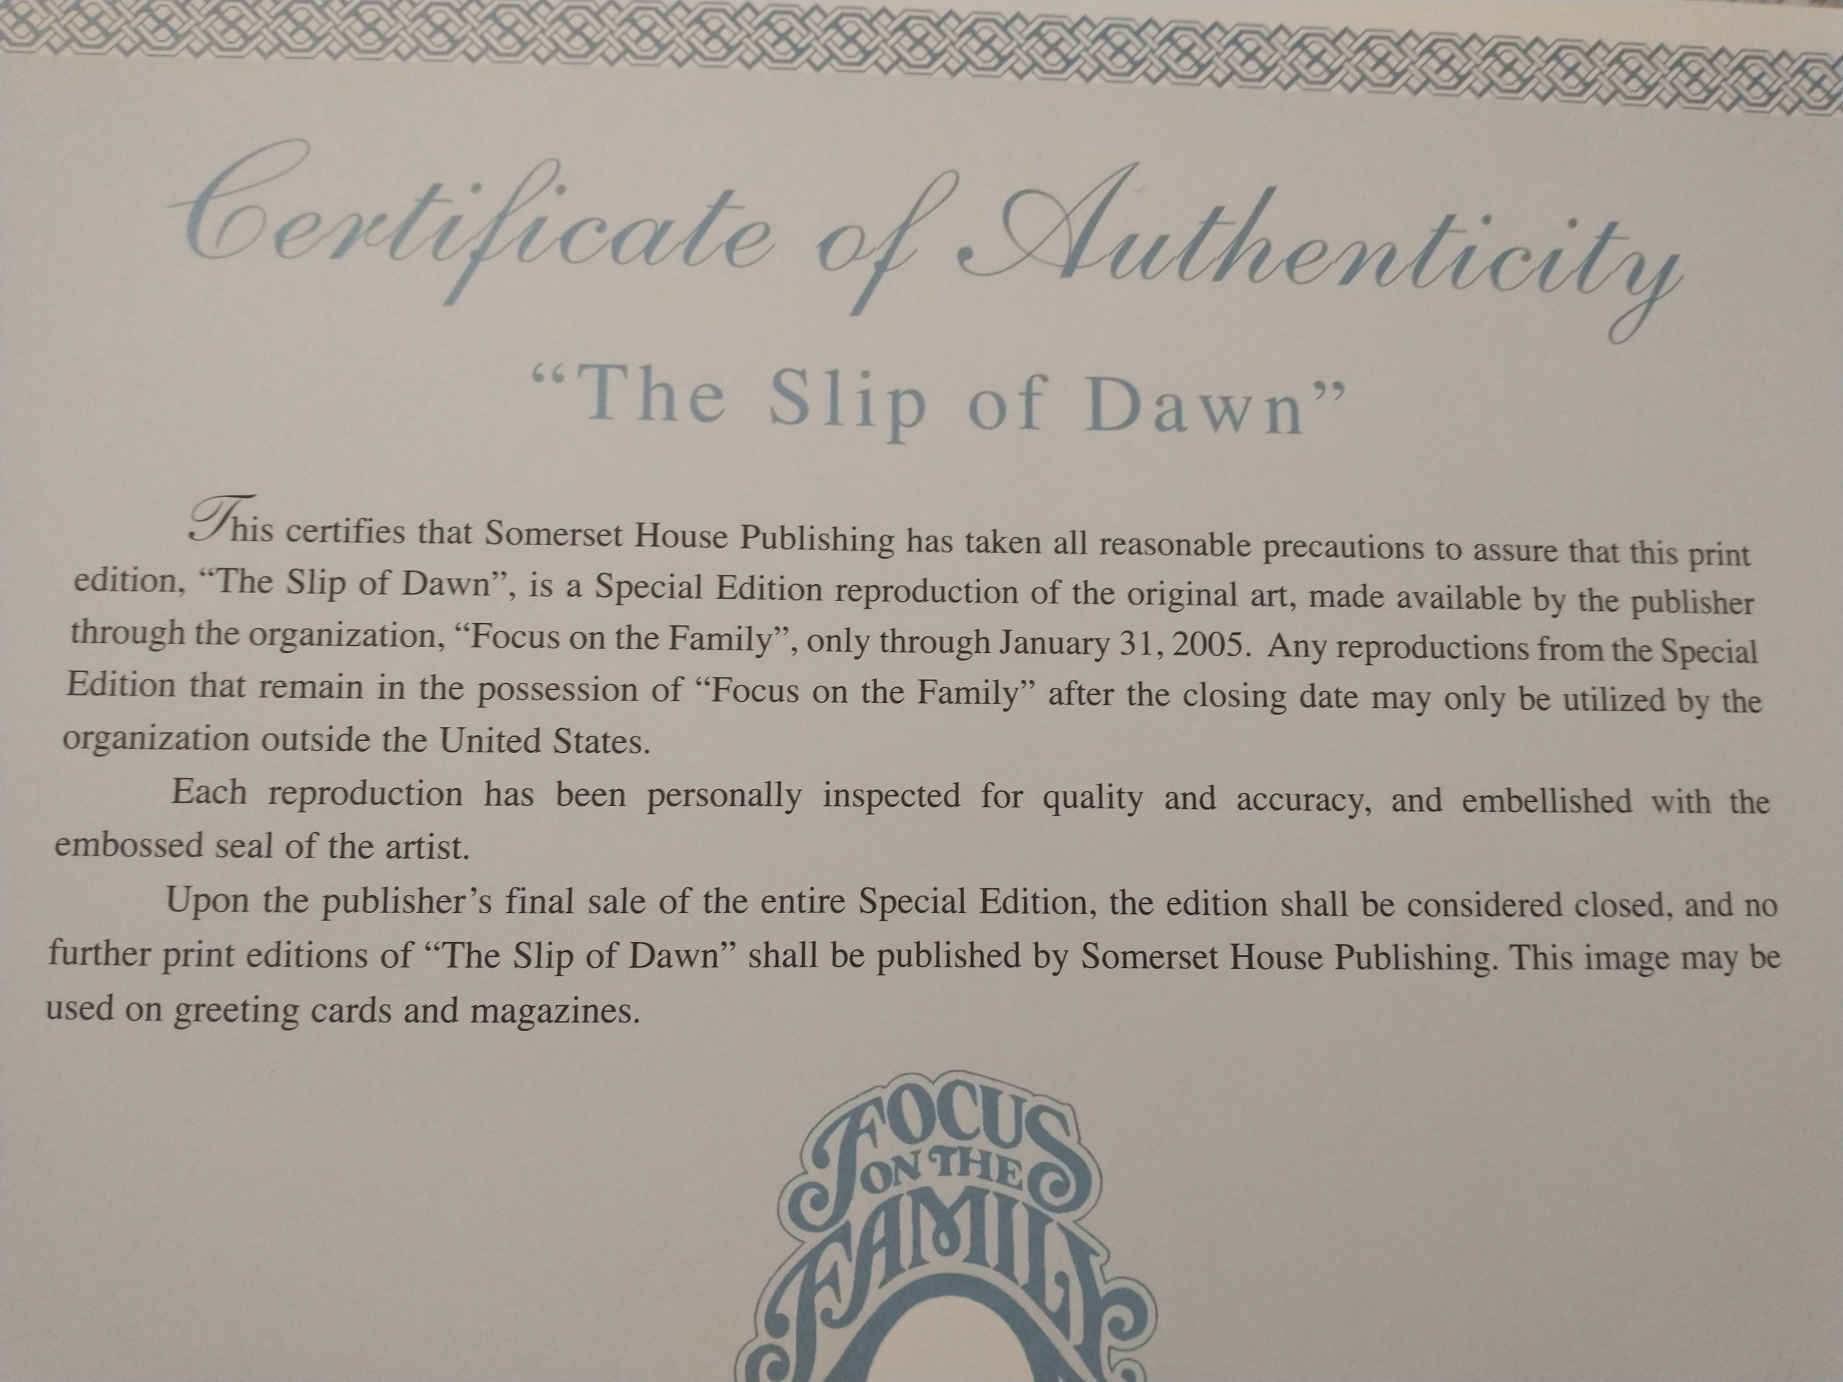 Certificate of Authenticity
“The Slip of Dawn”
This certifies that Somerset House Publishing has taken all reasonable precautions to assure that this print
edition, “The Slip of Dawn”, is a Special Edition reproduction of the original art, made available by the publisher
through the organization, “Focus on the Family”, only through January 31, 2005. Any reproductions from the Special
Edition that remain in the possession of “Focus on the Family” after the closing date may only be utilized by the
organization outside the United States.
Each reproduction has been personally inspected for quality and accuracy, and embellished with the
embossed seal of the artist.
Upon the publisher’s final sale of the entire Special Edition, the edition shall be considered closed, and no
further print editions of “The Slip of Dawn” shall be published by Somerset House Publishing. This image may be
used on greeting cards and magazines.
FOCUS
ON THE
FAMILY